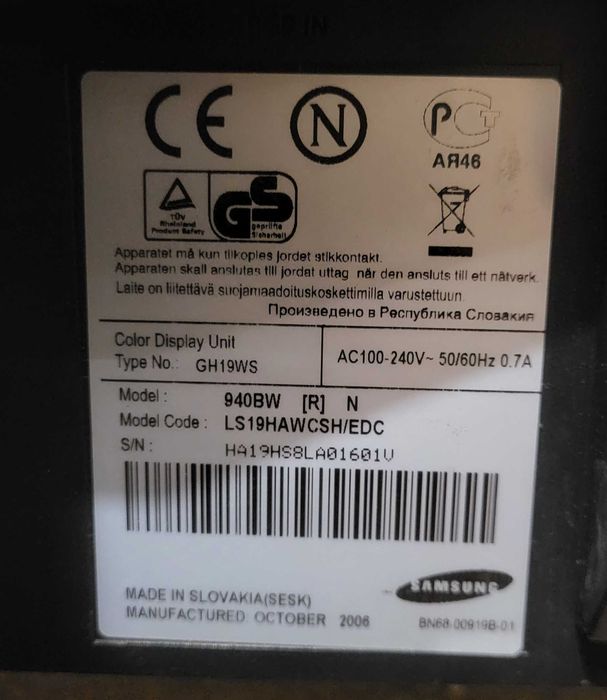 CE N PCT
АЯ46
TÜV
Rheinland
Product Safety
GS
geprüfte
Sicherheit
Apparatet må kun tilkoples jordet stikkontakt.
Apparaten skall anslutas till jordat uttag när den ansluts till ett nätverk.
Laite on liitettävä suojamaadoituskoskettimilla varustettuun
Произведено в Республика Словакия
Color Display Unit
Type No.: GH19WS
AC100-240V~ 50/60Hz 0.7A
Model: 940BW [R] N
Model Code: LS19HAWCSH/EDC
S/N: HA19HS8LA01601V
MADE IN SLOVAKIA(SESK)
MANUFACTURED: OCTOBER 2006
SAMSUNG
BN68-00919B-01